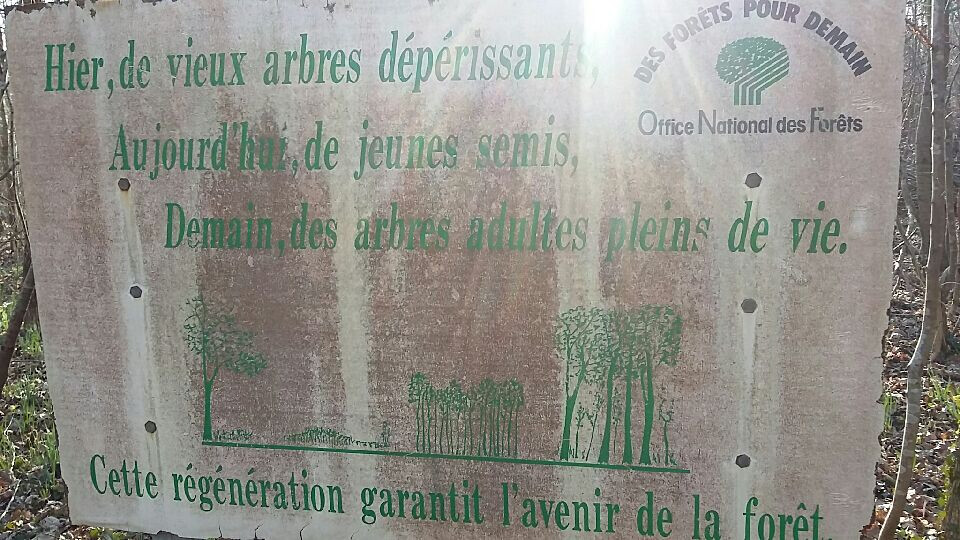 Hier, de vieux arbres dépérissants,
DES FORÊTS POUR DEMAIN
Office National des Forêts
Aujourd'hui, de jeunes semis,
Demain, des arbres adultes pleins de vie.
Cette régénération garantit l'avenir de la forêt.